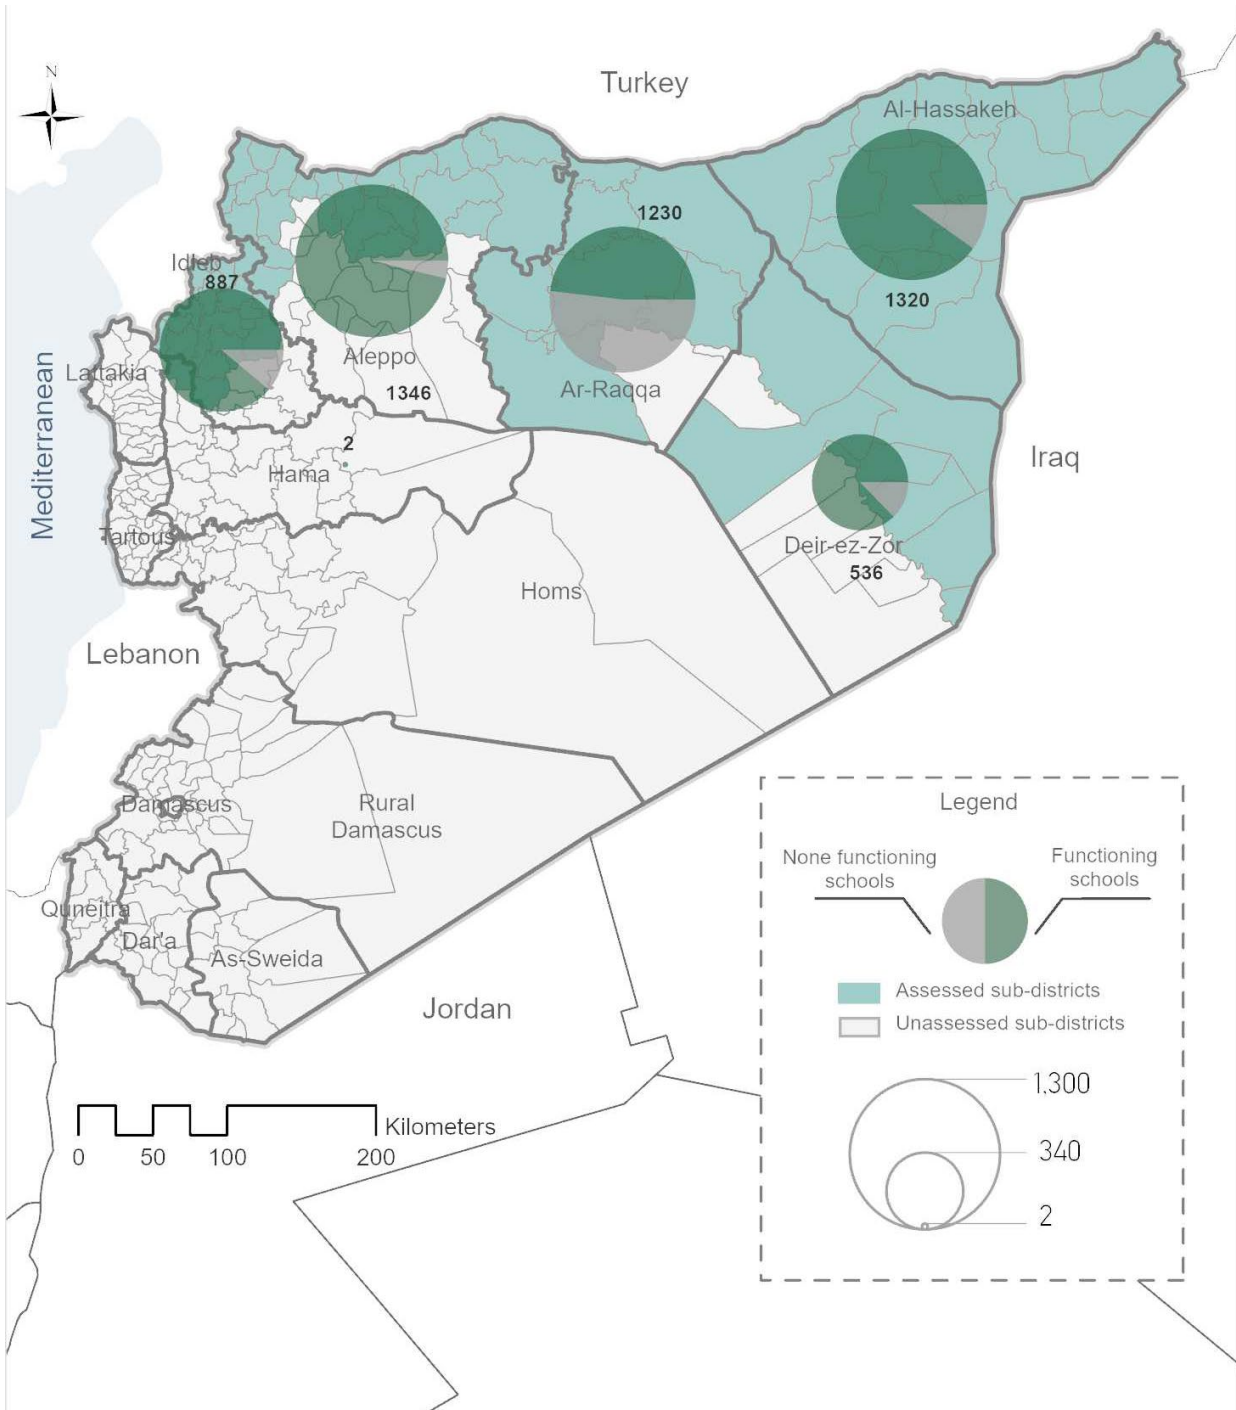 N
Turkey
Al-Hassakeh
1230
Idleb
887
1320
Aleppo
Lattakia
Ar-Raqqa
1346
Mediterranean
2
Hama
Iraq
Tartous
Deir-ez-Zor
536
Homs
Lebanon
Damascus
Rural
Damascus
Legend
None functioning
schools
Functioning
schools
Quneitra
Dar'a
As-Sweida
Assessed sub-districts
Jordan
Unassessed sub-districts
1,300
Kilometers
340
0 50 100 200
2